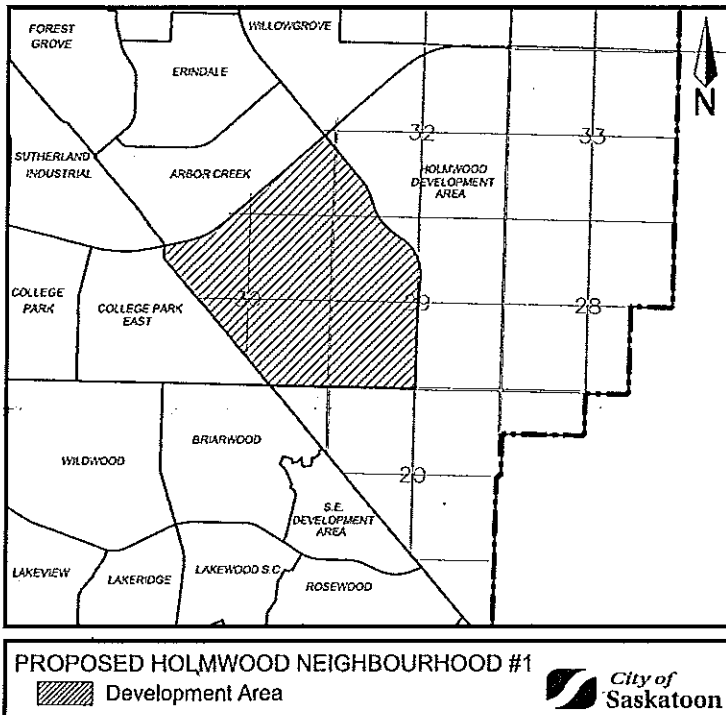 FOREST
GROVE
WILLOWGROVE
ERINDALE
N
32
33
SUTHERLAND
INDUSTRIAL
ARBOR CREEK
HOLMWOOD
DEVELOPMENT
AREA
COLLEGE
PARK
COLLEGE PARK
EAST
29
28
BRIARWOOD
WILDWOOD
20
S.E.
DEVELOPMENT
AREA
LAKEVIEW
LAKERIDGE
LAKEWOOD S.C.
ROSEWOOD
PROPOSED HOLMWOOD NEIGHBOURHOOD #1
Development Area
City of
Saskatoon